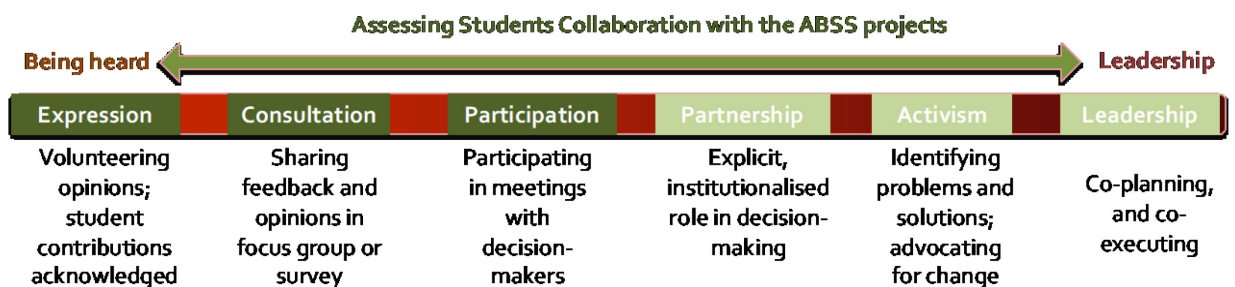 Assessing Students Collaboration with the ABSS projects
Being heard
Leadership
Expression
Consultation
Participation
Partnership
Activism
Leadership
Volunteering
opinions;
student
contributions
acknowledged
Sharing
feedback and
opinions in
focus group or
survey
Participating
in meetings
with
decision-
makers
Explicit,
institutionalised
role in decision-
making
Identifying
problems and
solutions;
advocating
for change
Co-planning,
and co-
executing